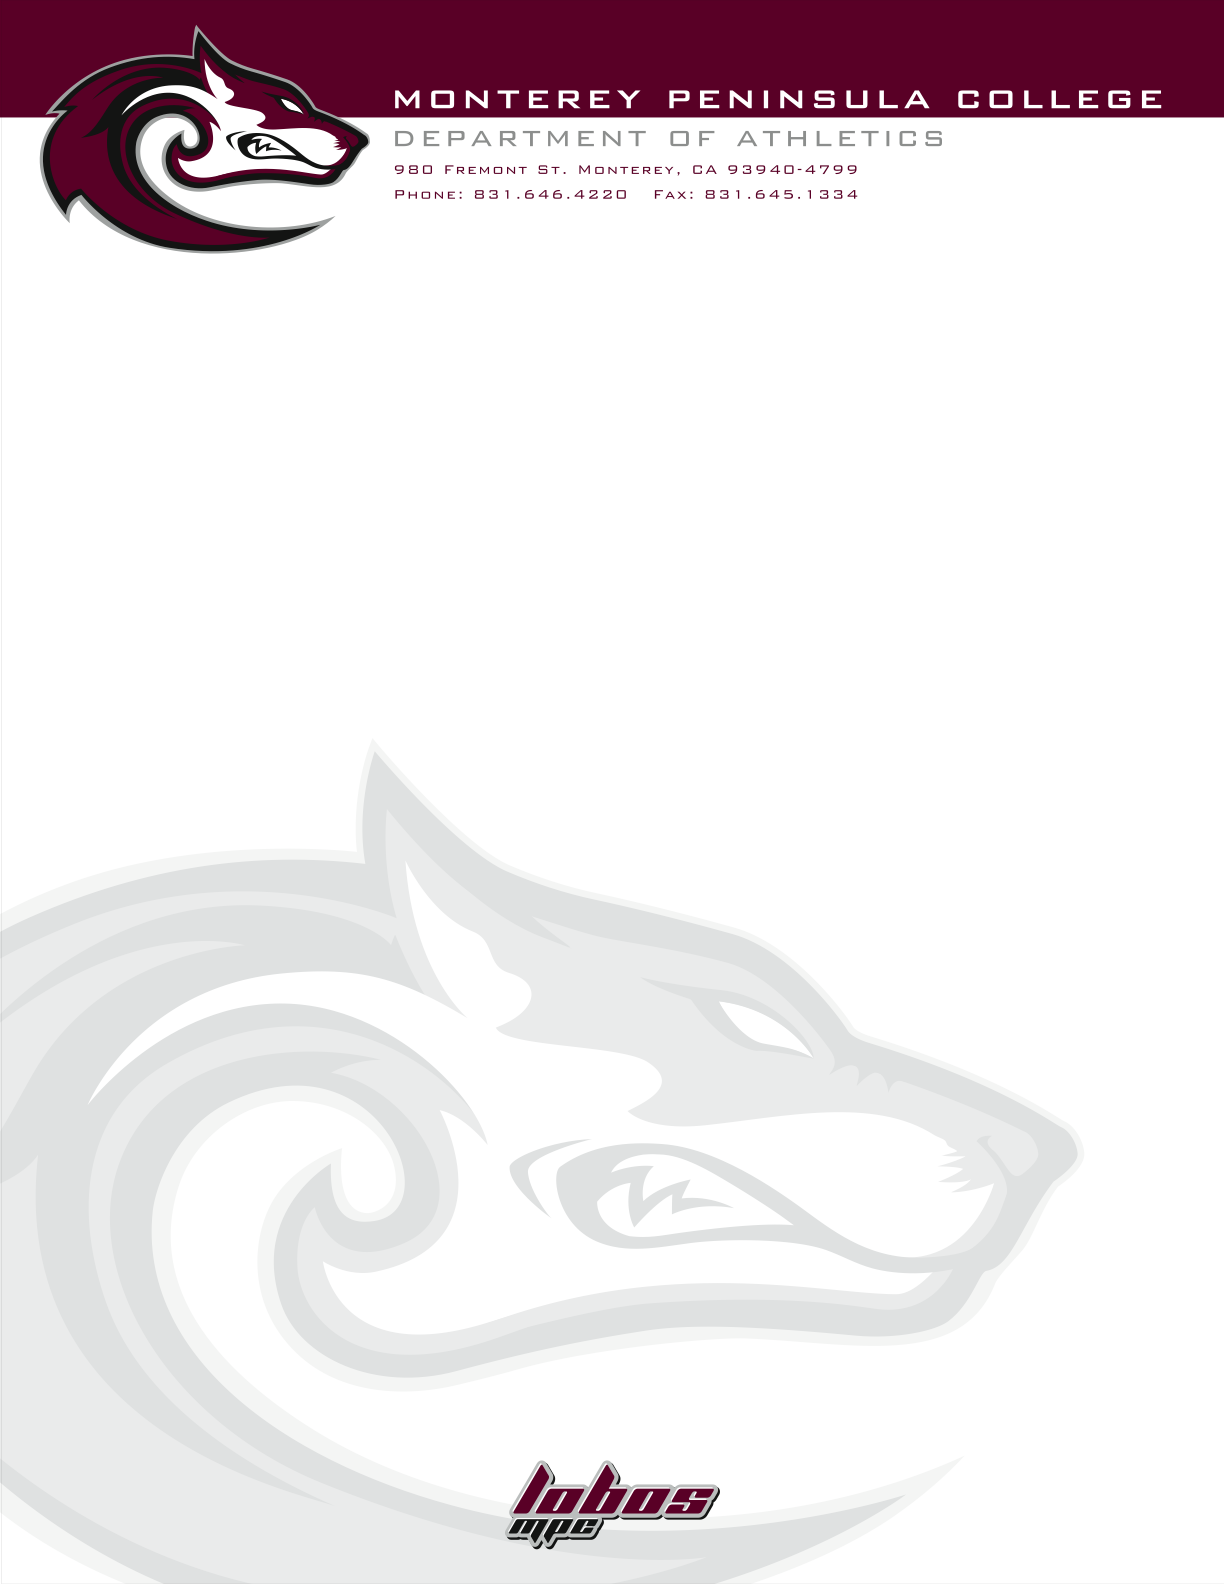 MONTEREY PENINSULA COLLEGE
DEPARTMENT OF ATHLETICS
980 Fremont St. Monterey, CA 93940-4799
Phone: 831.646.4220 Fax: 831.645.1334
lobos
mpc